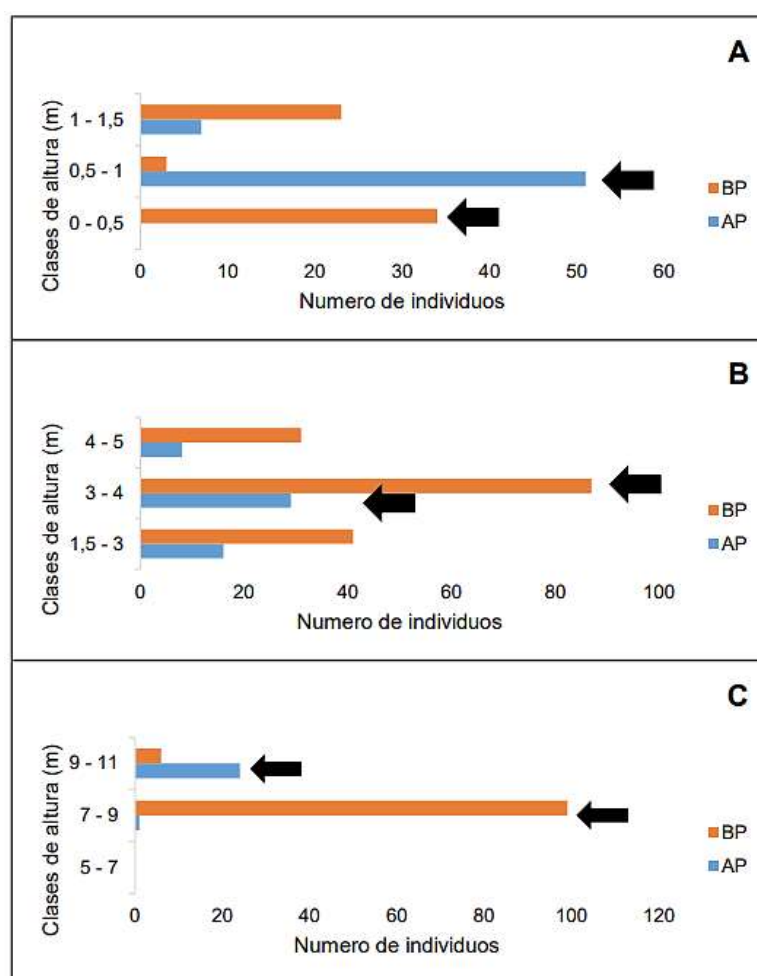 A
Clases de altura (m)
1 - 1,5
0,5 - 1
0 - 0,5
0 10 20 30 40 50 60
Numero de individuos
BP
AP
B
Clases de altura (m)
4 - 5
3 - 4
1,5 - 3
0 20 40 60 80 100
Numero de individuos
BP
AP
C
Clases de altura (m)
9 - 11
7 - 9
5 - 7
0 20 40 60 80 100 120
Numero de individuos
BP
AP